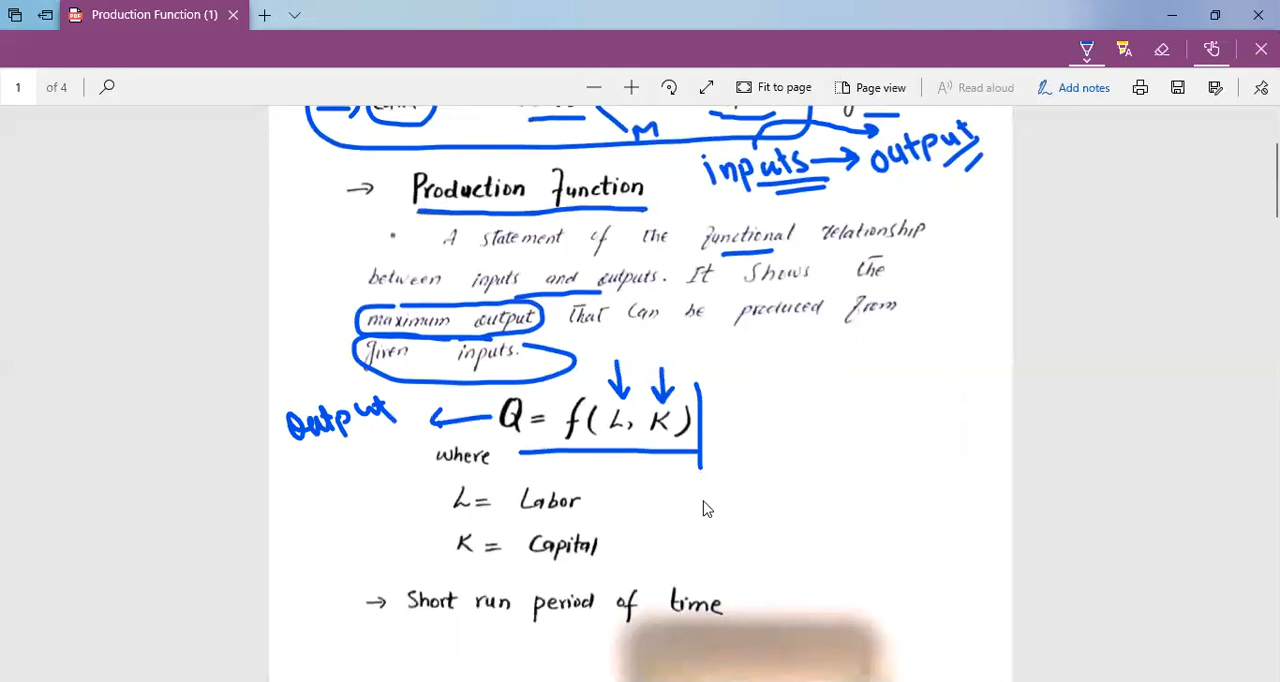 Production Function (1)
1 of 4
Fit to page
Page view
Read aloud
Add notes
M
inputs → output
→ Production Function
A statement of the functional relationship
between inputs and outputs. It shows the
maximum output that can be produced from
given inputs.
output ← Q = f(L, K)
where
L = Labor
K = Capital
→ Short run period of time